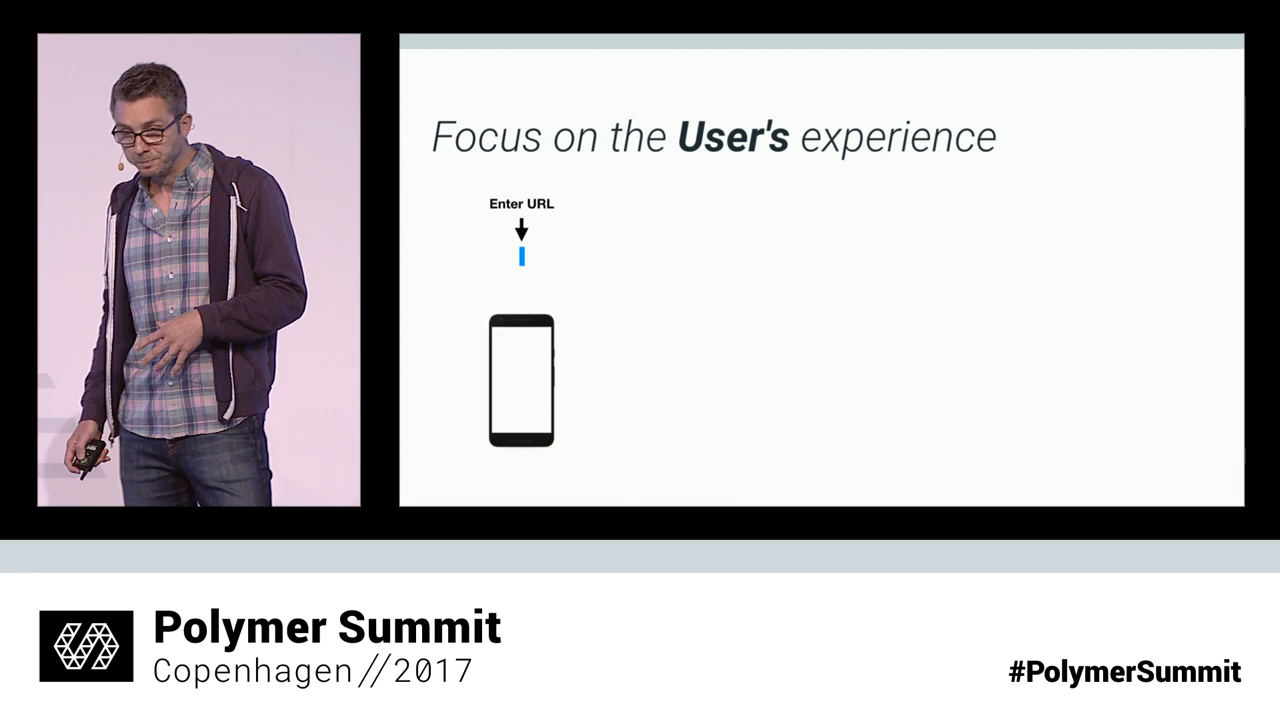 Focus on the User's experience
Enter URL
Polymer Summit
Copenhagen//2017
#PolymerSummit